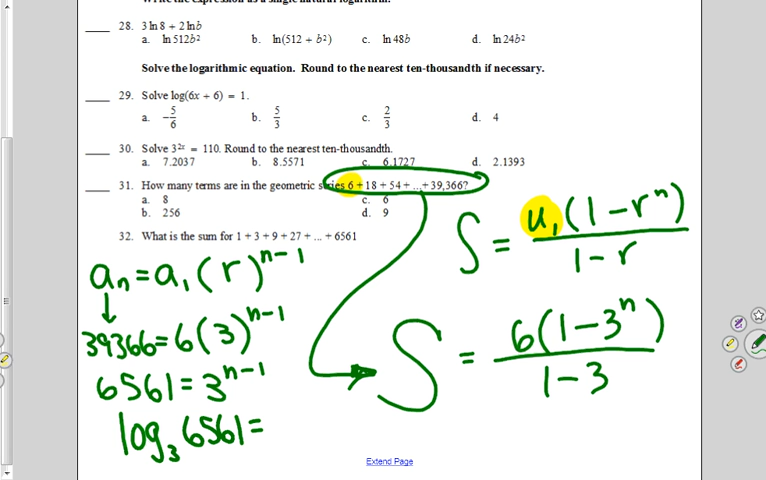 Write the expression as a single natural logarithm.
____ 28. 3 ln 8 + 2 ln b
a. ln 512b² b. ln(512 + b²) c. ln 48b d. ln 24b²
Solve the logarithmic equation. Round to the nearest ten-thousandth if necessary.
____ 29. Solve log(6x + 6) = 1.
a. −5/6 b. 5/3 c. 2/3 d. 4
____ 30. Solve 3²ˣ = 110. Round to the nearest ten-thousandth.
a. 7.2037 b. 8.5571 c. 6.1727 d. 2.1393
____ 31. How many terms are in the geometric series 6 + 18 + 54 + ... + 39,366?
a. 8 c. 6
b. 256 d. 9
32. What is the sum for 1 + 3 + 9 + 27 + ... + 6561
S = u₁(1−rⁿ)/1−r
aₙ = a₁(r)ⁿ⁻¹
39366 = 6(3)ⁿ⁻¹
6561 = 3ⁿ⁻¹
log₃6561 =
S = 6(1−3ⁿ)/1−3
Extend Page